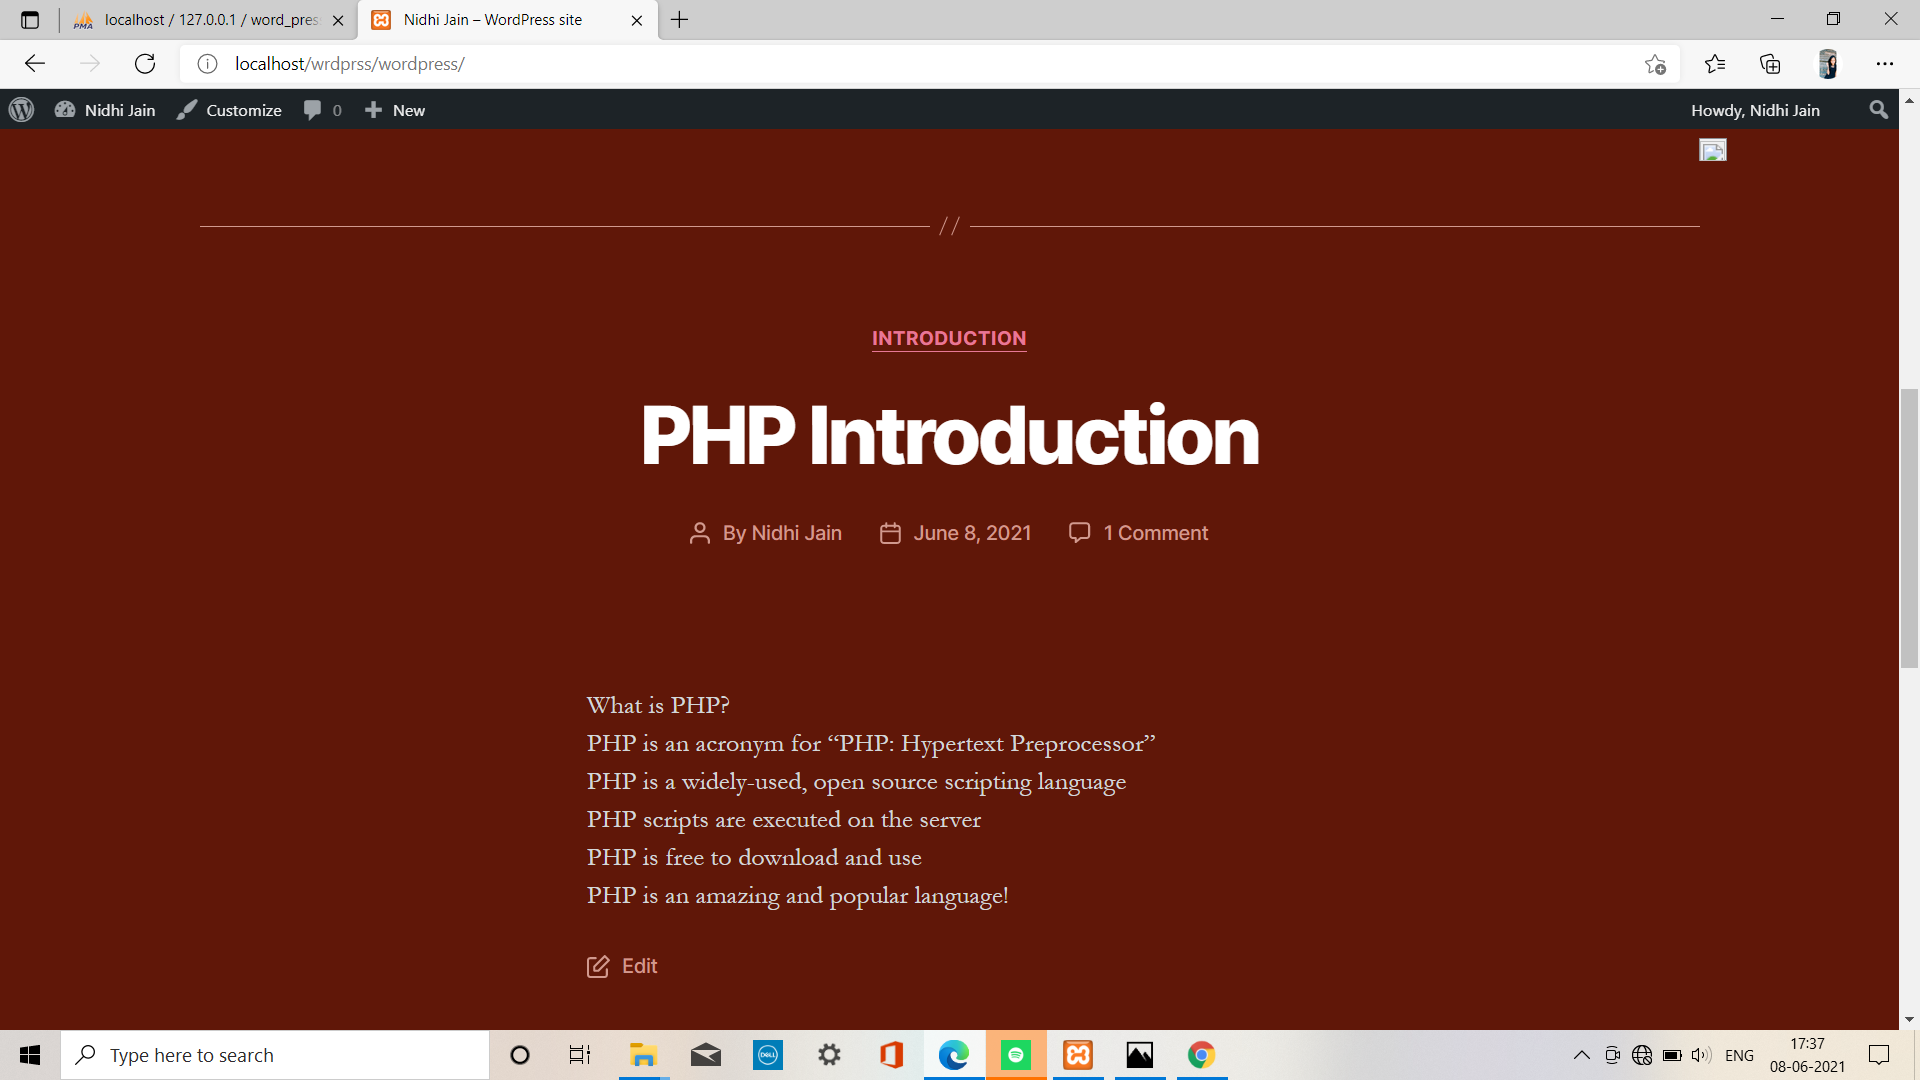 localhost / 127.0.0.1 / word_pres
Nidhi Jain – WordPress site
localhost/wrdprss/wordpress/
Nidhi Jain Customize 0 New Howdy, Nidhi Jain
//
INTRODUCTION
PHP Introduction
By Nidhi Jain June 8, 2021 1 Comment
What is PHP?
PHP is an acronym for “PHP: Hypertext Preprocessor”
PHP is a widely-used, open source scripting language
PHP scripts are executed on the server
PHP is free to download and use
PHP is an amazing and popular language!
Edit
Type here to search
DELL
ENG
17:37
08-06-2021